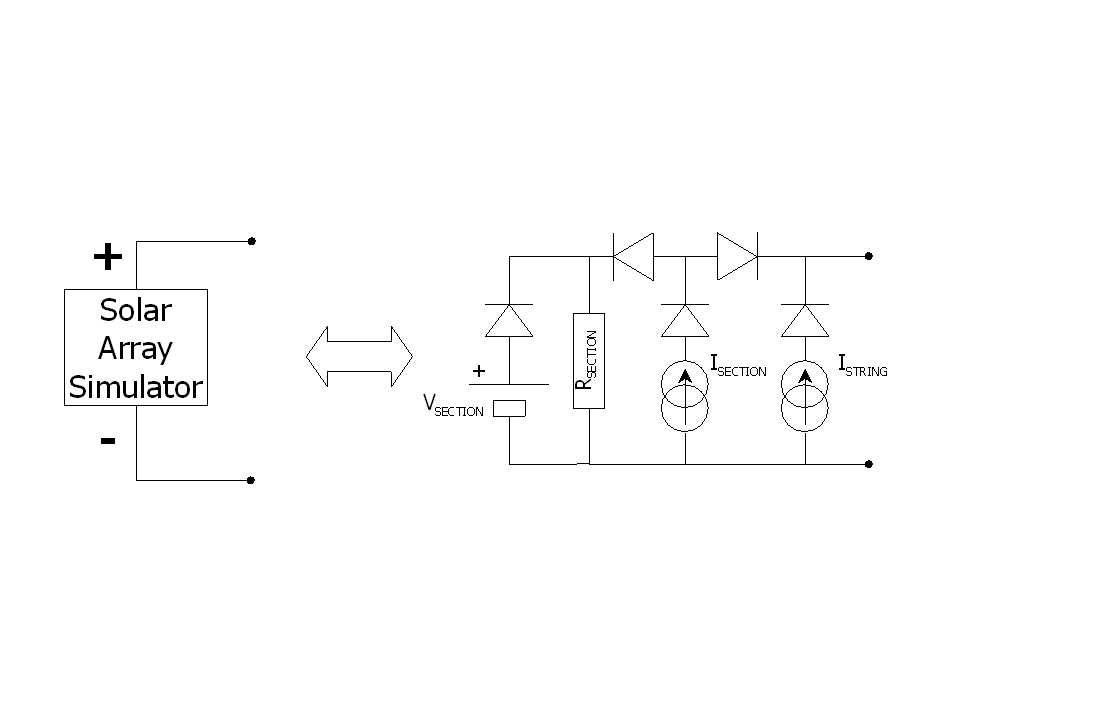 +
Solar
Array
Simulator
-
+
VSECTION
RSECTION
ISECTION
ISTRING